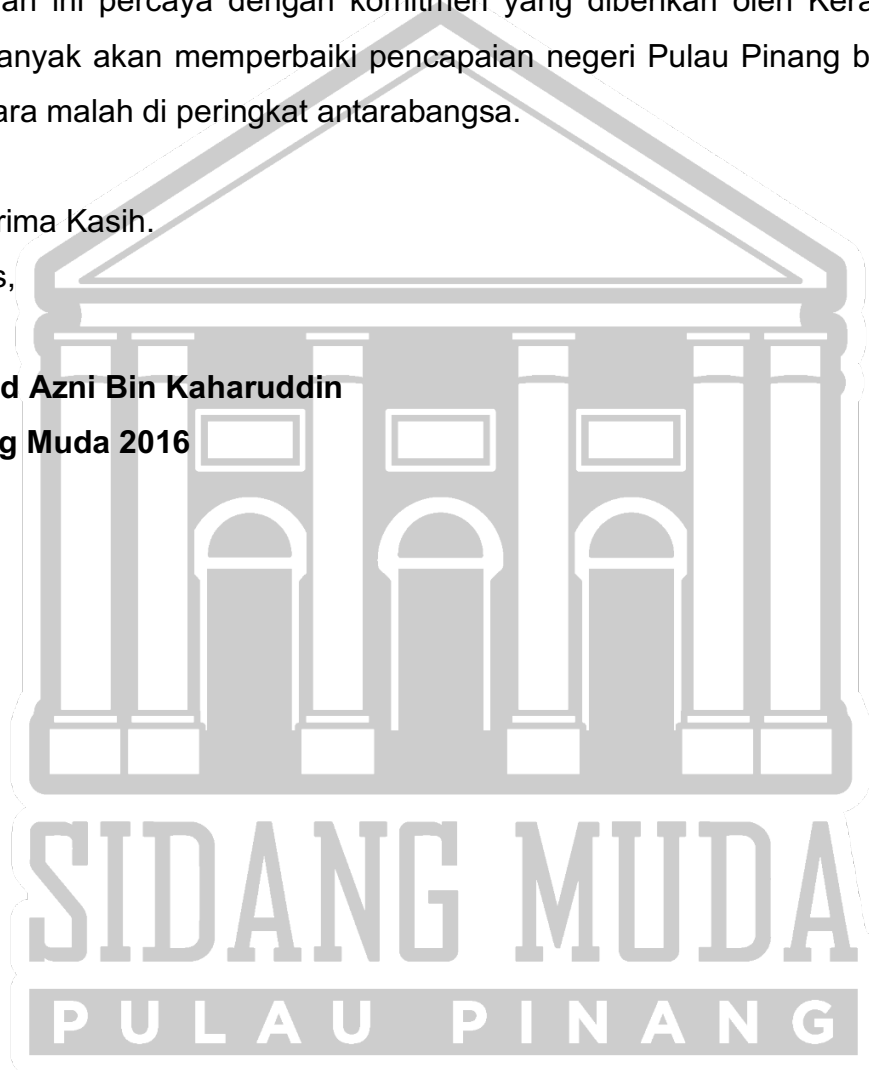 an ini percaya dengan komitmen yang diberikan oleh Kera
anyak akan memperbaiki pencapaian negeri Pulau Pinang b
ara malah di peringkat antarabangsa.
rima Kasih.
s,
d Azni Bin Kaharuddin
g Muda 2016
SIDANG MUDA
PULAU PINANG